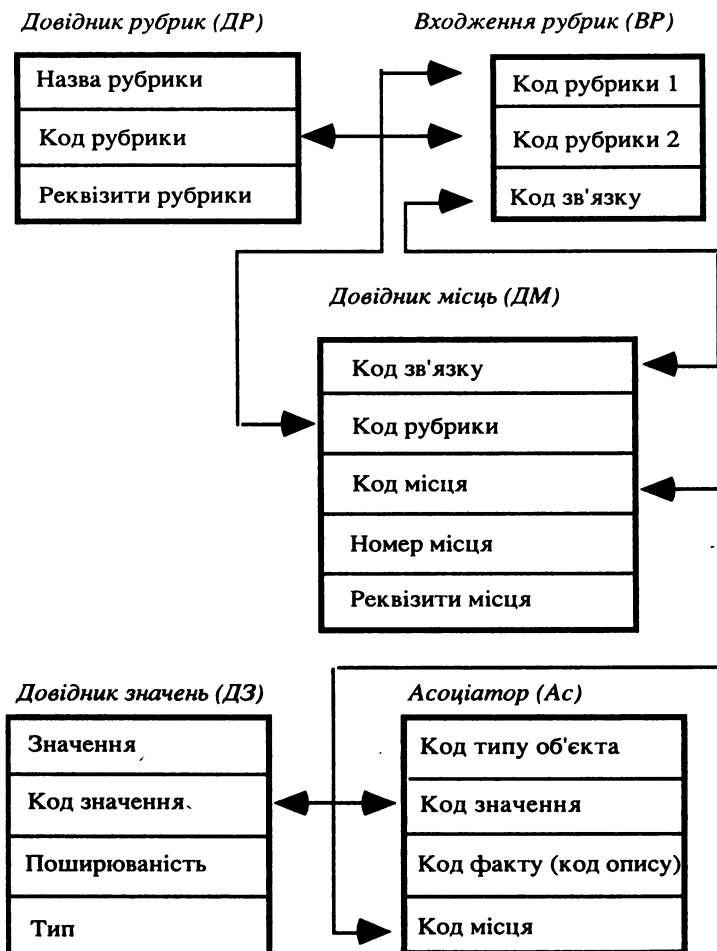 Довідник рубрик (ДР)
Входження рубрик (ВР)
Назва рубрики
Код рубрики
Реквізити рубрики
Код рубрики 1
Код рубрики 2
Код зв'язку
Довідник місць (ДМ)
Код зв'язку
Код рубрики
Код місця
Номер місця
Реквізити місця
Довідник значень (ДЗ)
Асоціатор (Ас)
Значення
Код значення
Поширюваність
Тип
Код типу об'єкта
Код значення
Код факту (код опису)
Код місця